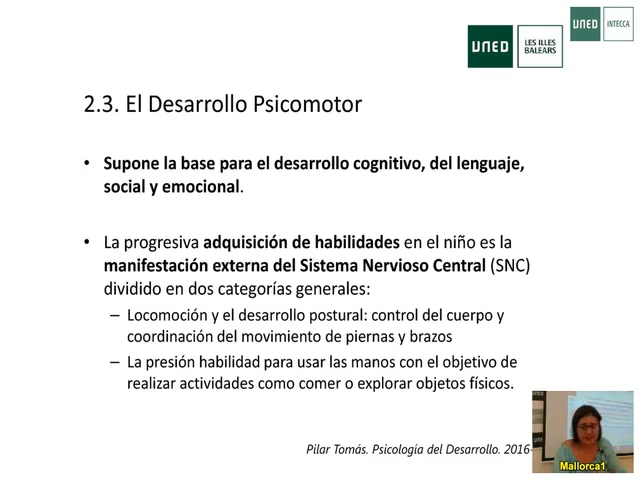 UNED
INTECCA
UNED
LES ILLES
BALEARS
2.3. El Desarrollo Psicomotor
• Supone la base para el desarrollo cognitivo, del lenguaje,
social y emocional.
• La progresiva adquisición de habilidades en el niño es la
manifestación externa del Sistema Nervioso Central (SNC)
dividido en dos categorías generales:
– Locomoción y el desarrollo postural: control del cuerpo y
coordinación del movimiento de piernas y brazos
– La presión habilidad para usar las manos con el objetivo de
realizar actividades como comer o explorar objetos físicos.
Pilar Tomás. Psicología del Desarrollo. 2016-
Mallorca1